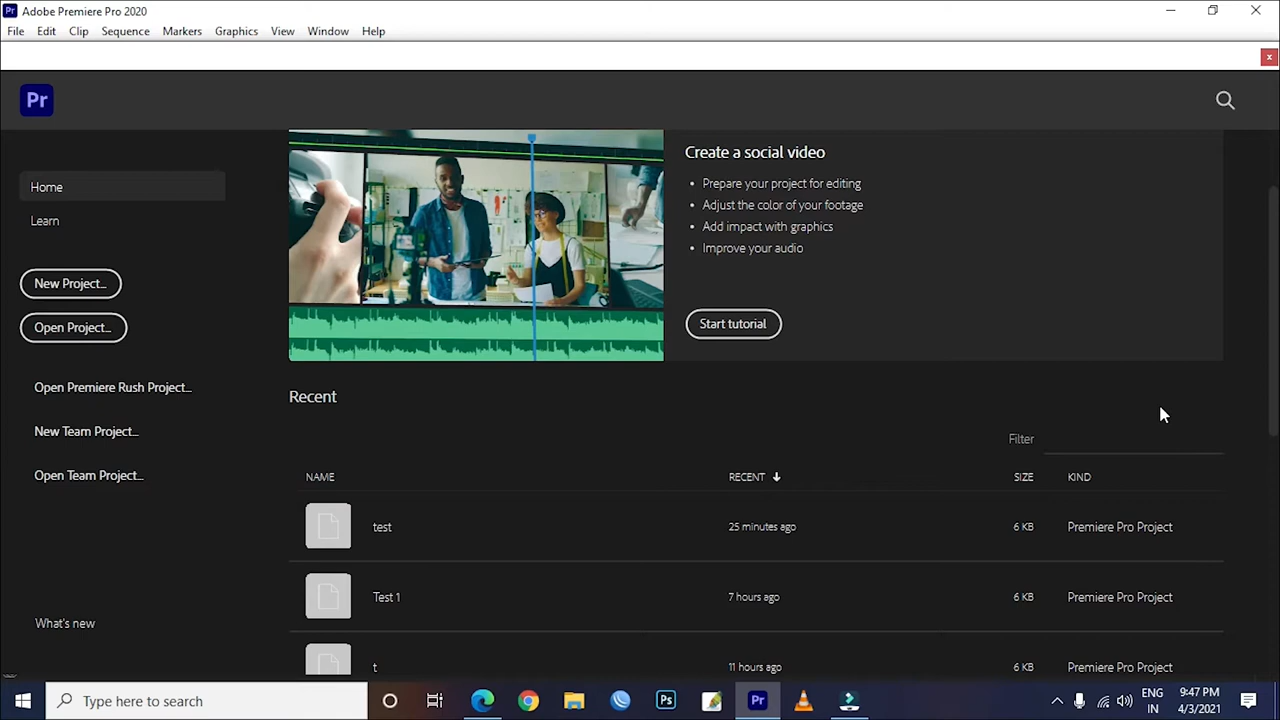 Pr Adobe Premiere Pro 2020
File Edit Clip Sequence Markers Graphics View Window Help
Pr
Home
Learn
New Project...
Open Project...
Open Premiere Rush Project...
New Team Project...
Open Team Project...
What's new
Create a social video
• Prepare your project for editing
• Adjust the color of your footage
• Add impact with graphics
• Improve your audio
Start tutorial
Recent
Filter
NAME RECENT SIZE KIND
test 25 minutes ago 6 KB Premiere Pro Project
Test 1 7 hours ago 6 KB Premiere Pro Project
t 11 hours ago 6 KB Premiere Pro Project
Type here to search Ps Pr ENG 9:47 PM
IN 4/3/2021